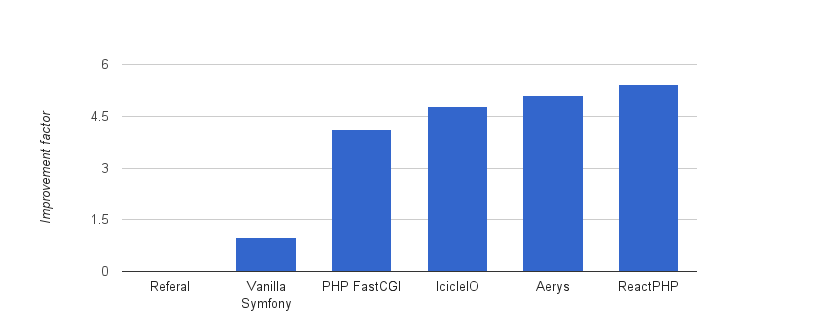 6
4.5
3
1.5
0
Improvement factor
Referal
Vanilla
Symfony
PHP FastCGI
IcicleIO
Aerys
ReactPHP